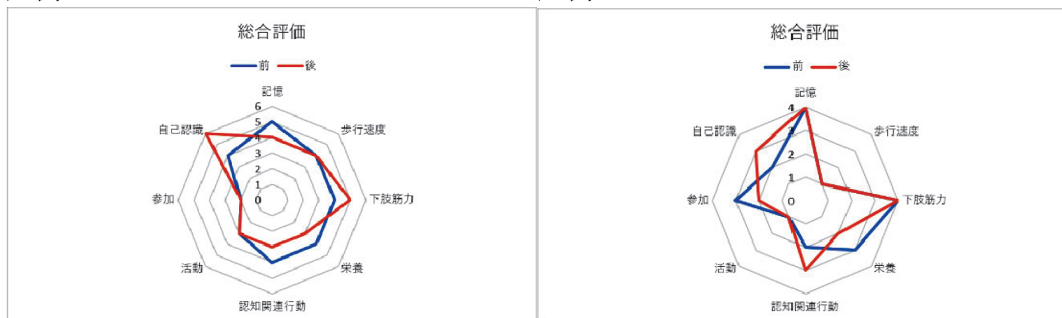 総合評価
前 後
記憶
6
5
4
3
2
1
0
歩行速度
下肢筋力
栄養
認知関連行動
活動
参加
自己認識
総合評価
前 後
記憶
4
3
2
1
0
歩行速度
下肢筋力
栄養
認知関連行動
活動
参加
自己認識